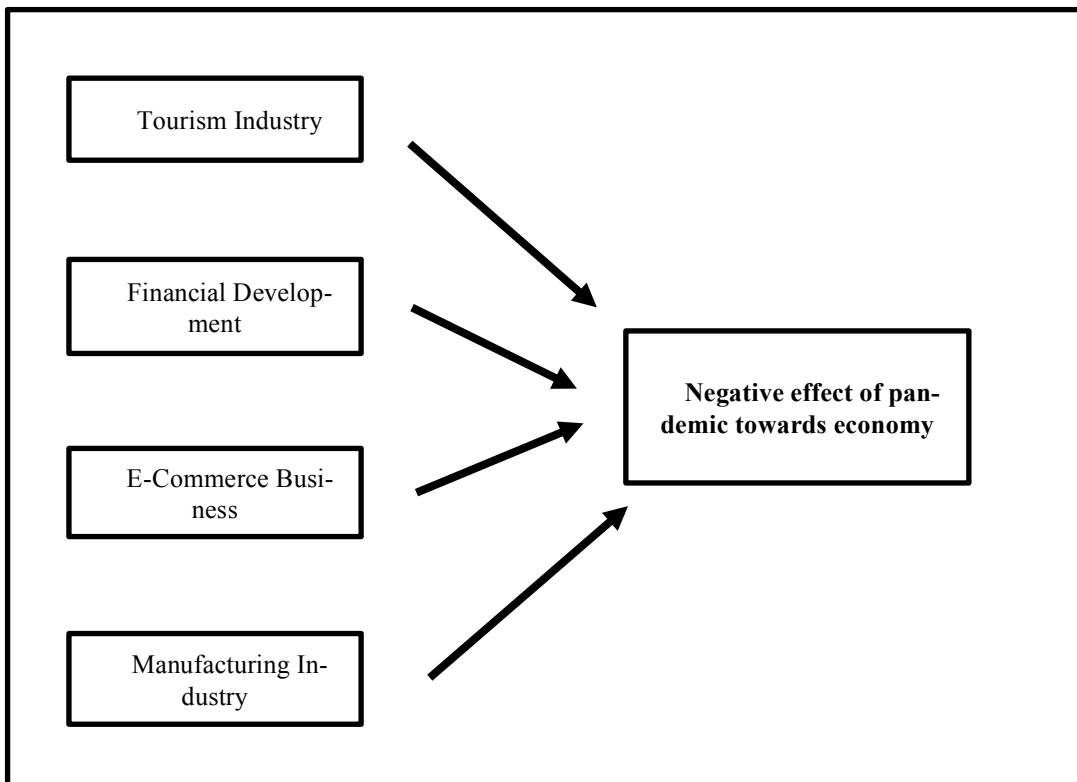 Tourism Industry
Financial Develop-
ment
E-Commerce Busi-
ness
Manufacturing In-
dustry
Negative effect of pan-
demic towards economy